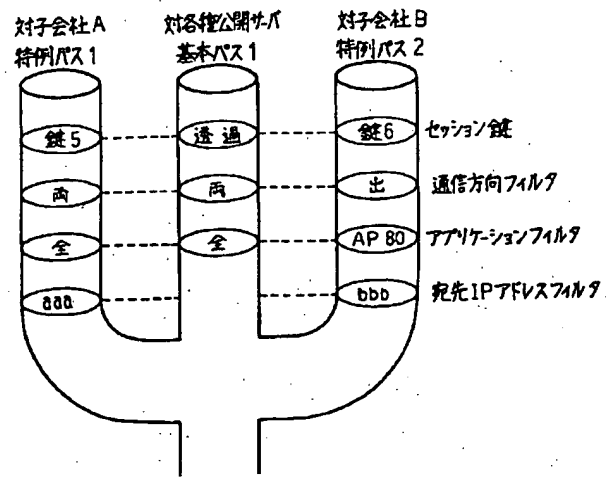 対子会社A
特例パス1
対各種公開サーバ
基本パス1
対子会社B
特例パス2
鍵5
透過
鍵6
セッション鍵
両
両
出
通信方向フィルタ
全
全
AP 80
アプリケーションフィルタ
aaa
bbb
宛先IPアドレスフィルタ